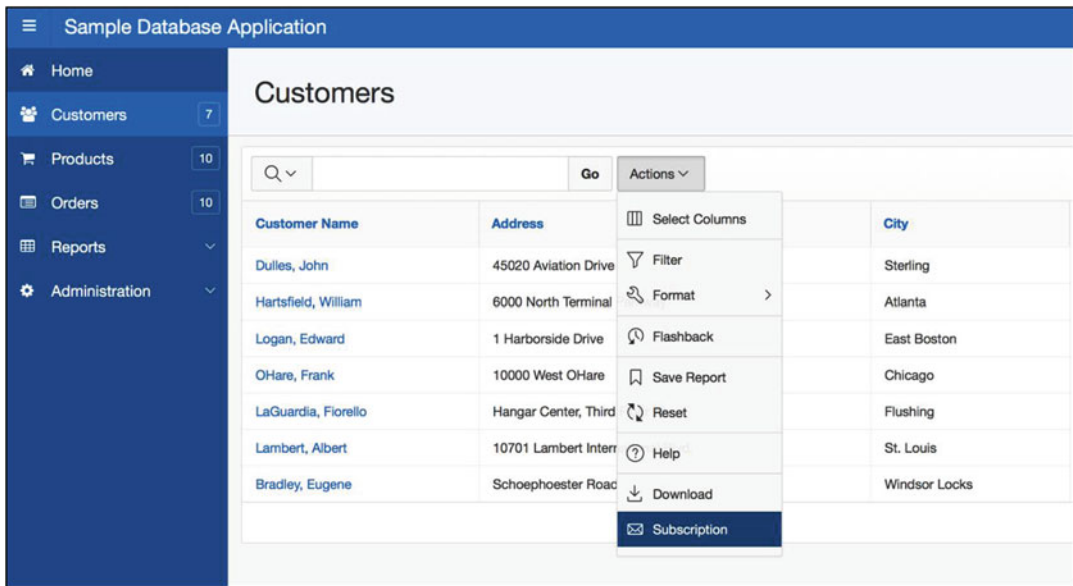 Sample Database Application
Home
Customers 7
Products 10
Orders 10
Reports
Administration
Customers
Go Actions
Customer Name Address City
Dulles, John 45020 Aviation Drive Sterling
Hartsfield, William 6000 North Terminal Atlanta
Logan, Edward 1 Harborside Drive East Boston
OHare, Frank 10000 West OHare Chicago
LaGuardia, Fiorello Hangar Center, Third Flushing
Lambert, Albert 10701 Lambert Intern St. Louis
Bradley, Eugene Schoephoester Road Windsor Locks
Select Columns
Filter
Format
Flashback
Save Report
Reset
Help
Download
Subscription